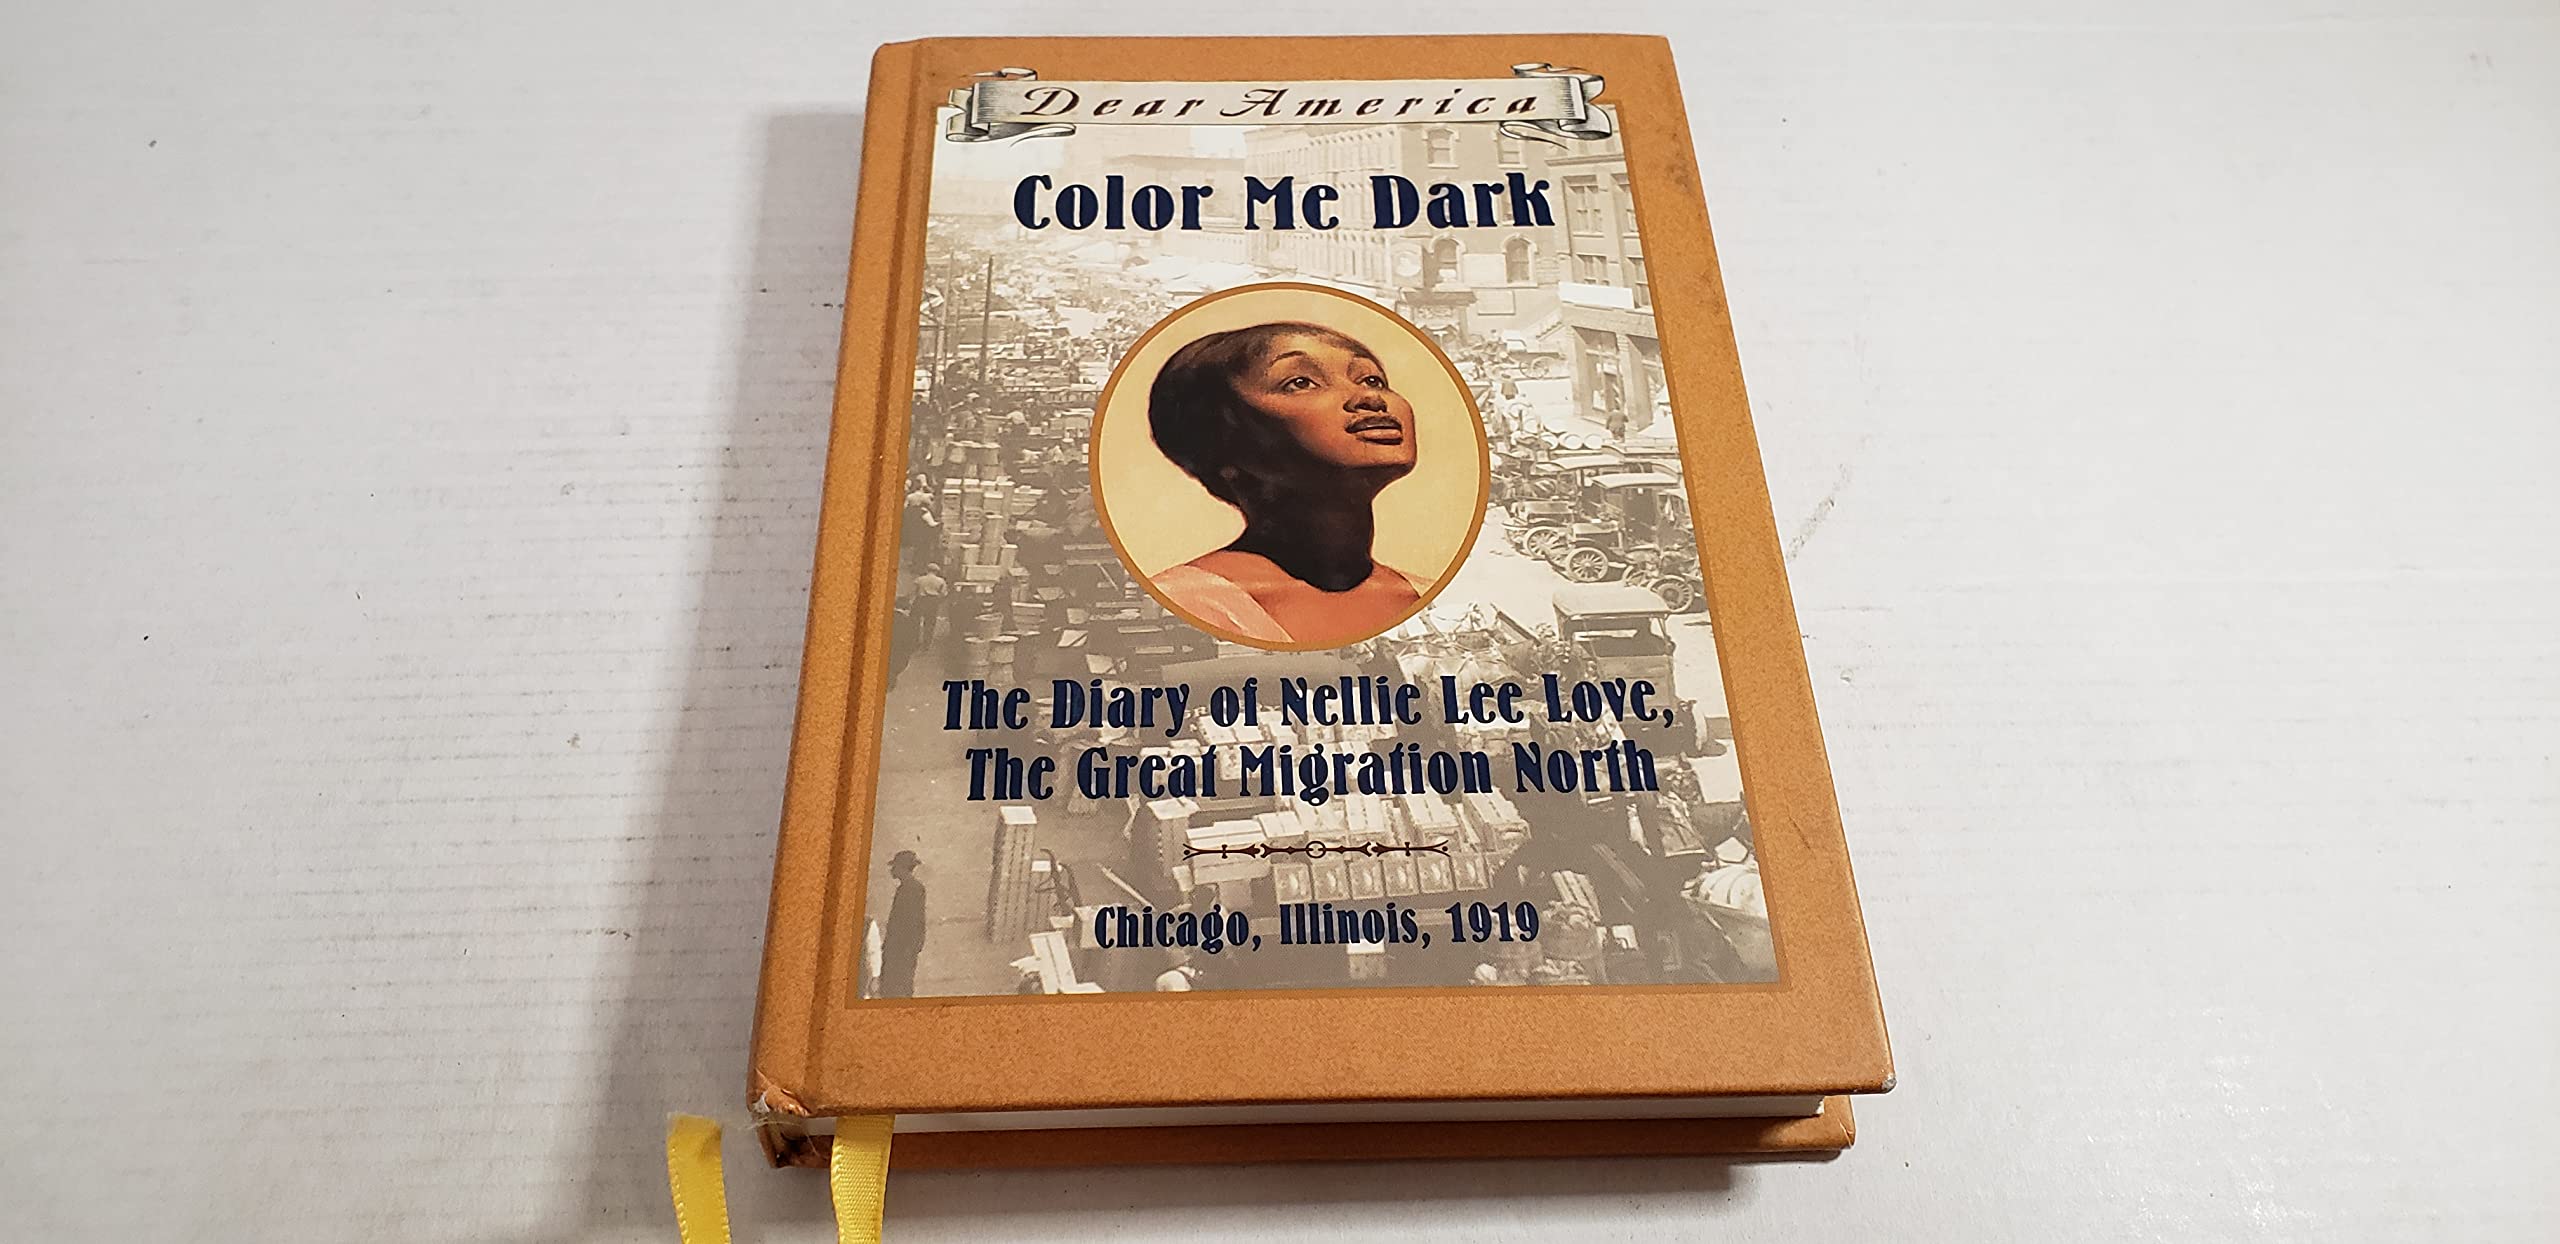 Dear America
Color Me Dark
The Diary of Nellie Lee Love,
The Great Migration North
Chicago, Illinois, 1919